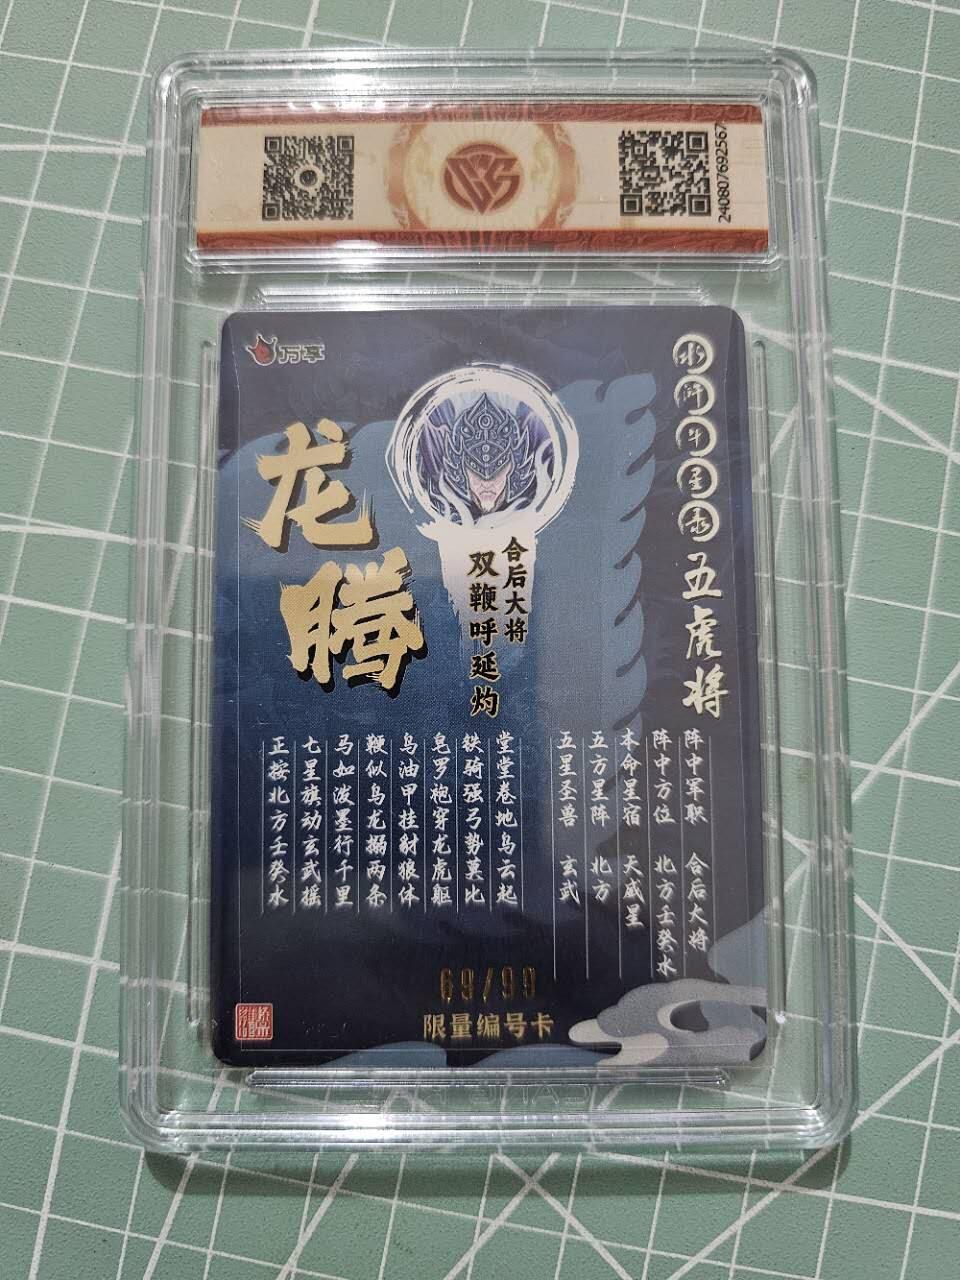 240807692567
万享
水浒斗星录五虎将
龙腾
合后大将
双鞭呼延灼
阵中军职 合后大将
阵中方位 北方壬癸水
本命星宿 天威星
五方星阵 北方
五星圣兽 玄武
堂堂卷地乌云起
铁骑强弓势莫比
皂罗袍穿龙虎躯
乌油甲挂豺狼体
鞭似乌龙搦两条
马如泼墨行千里
七星旗动玄武摇
正按北方壬癸水
69/99
限量编号卡